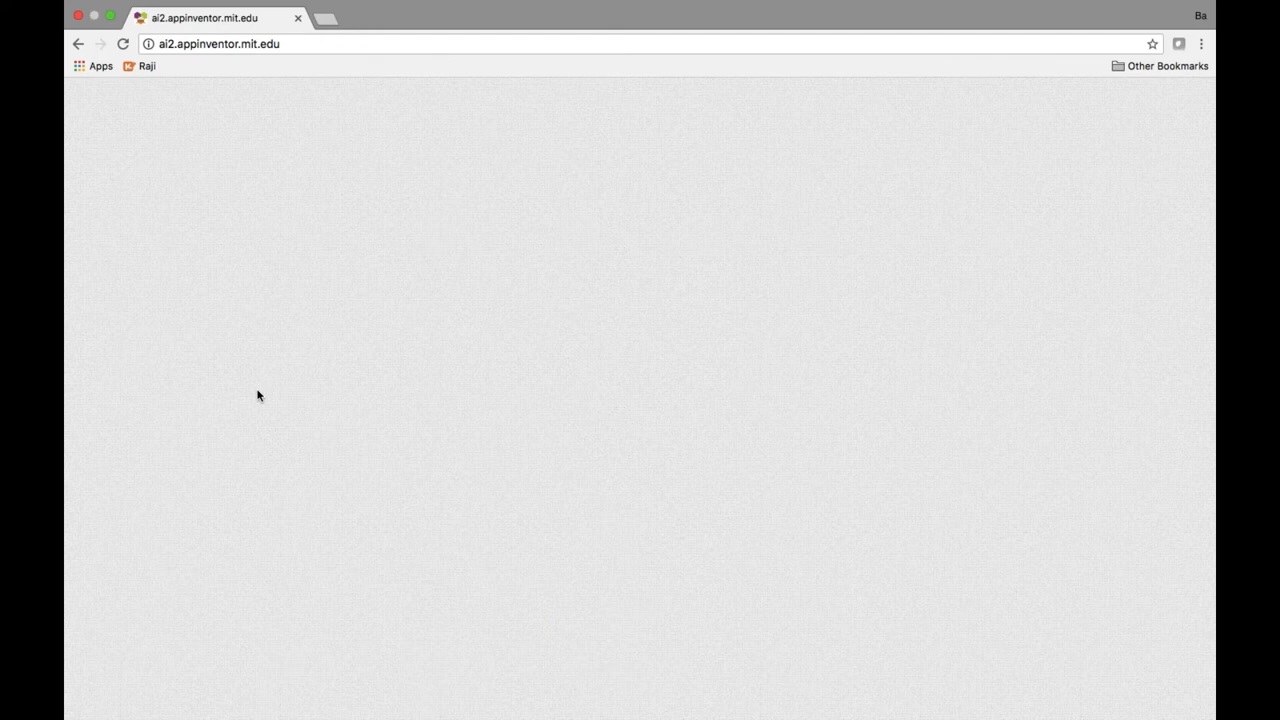 ai2.appinventor.mit.edu
Ba
ai2.appinventor.mit.edu
Apps
Raji
Other Bookmarks